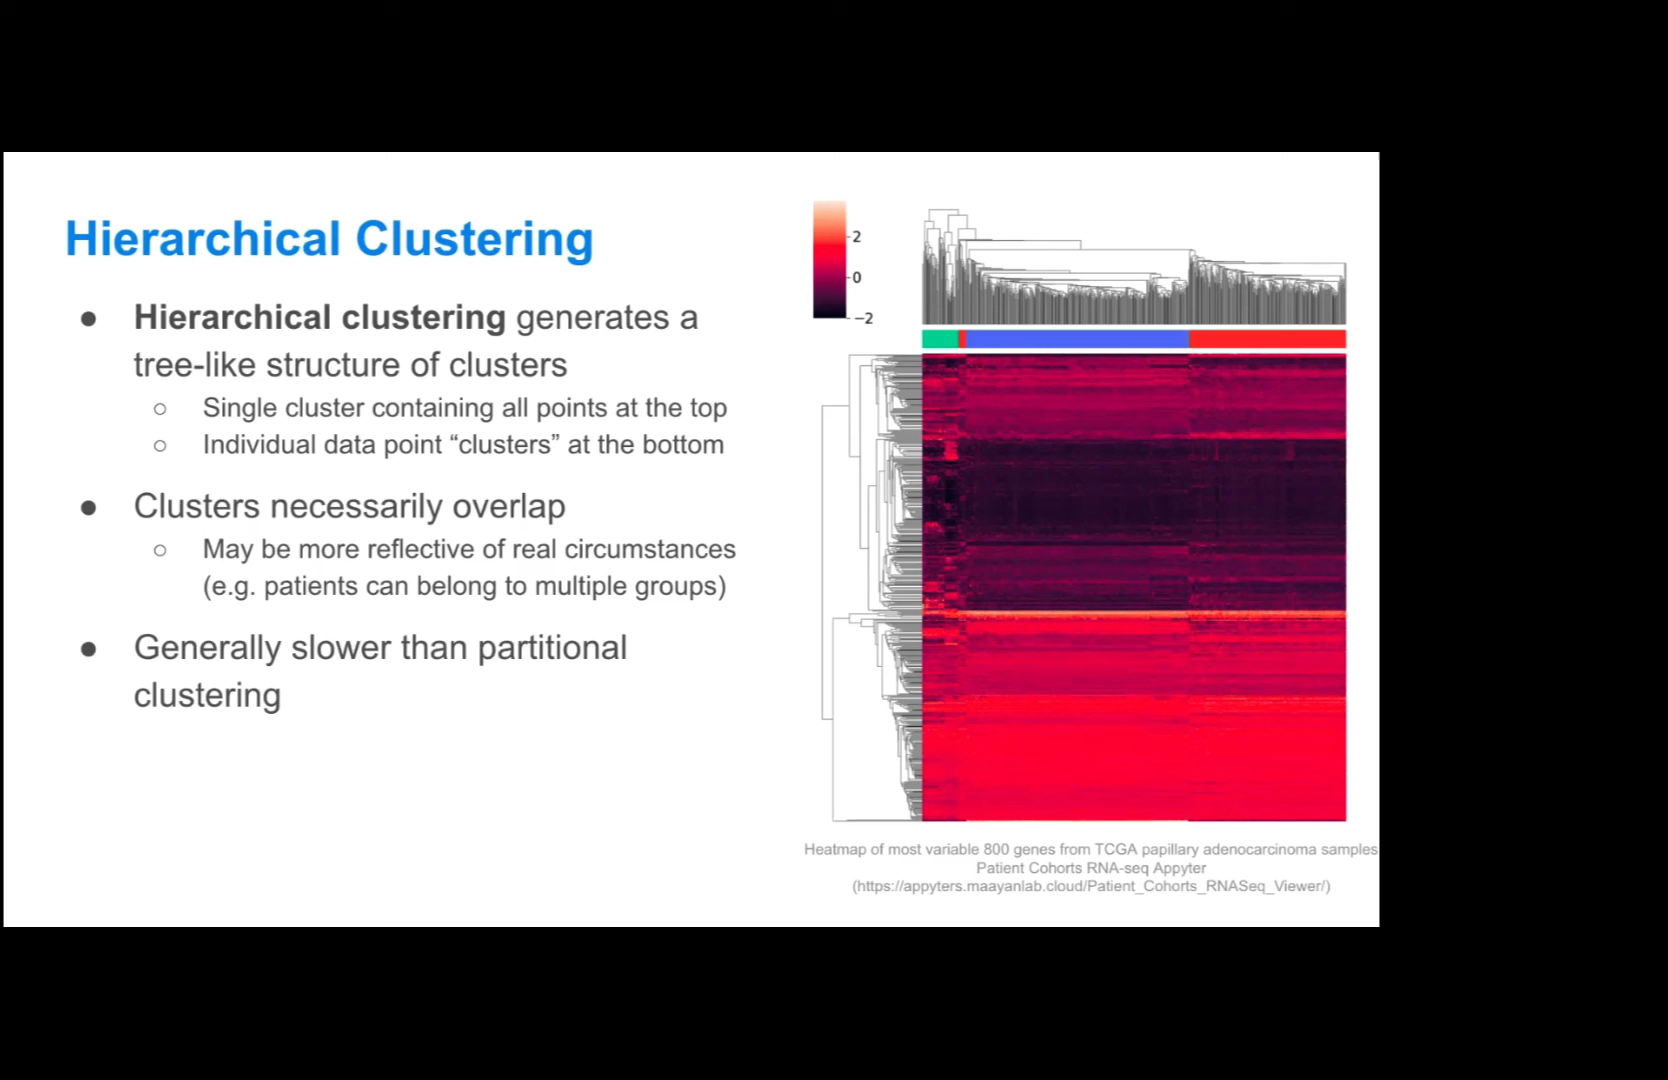 Hierarchical Clustering
● Hierarchical clustering generates a
tree-like structure of clusters
○ Single cluster containing all points at the top
○ Individual data point “clusters” at the bottom
● Clusters necessarily overlap
○ May be more reflective of real circumstances
(e.g. patients can belong to multiple groups)
● Generally slower than partitional
clustering
2
0
−2
Heatmap of most variable 800 genes from TCGA papillary adenocarcinoma samples
Patient Cohorts RNA-seq Appyter
(https://appyters.maayanlab.cloud/Patient_Cohorts_RNASeq_Viewer/)